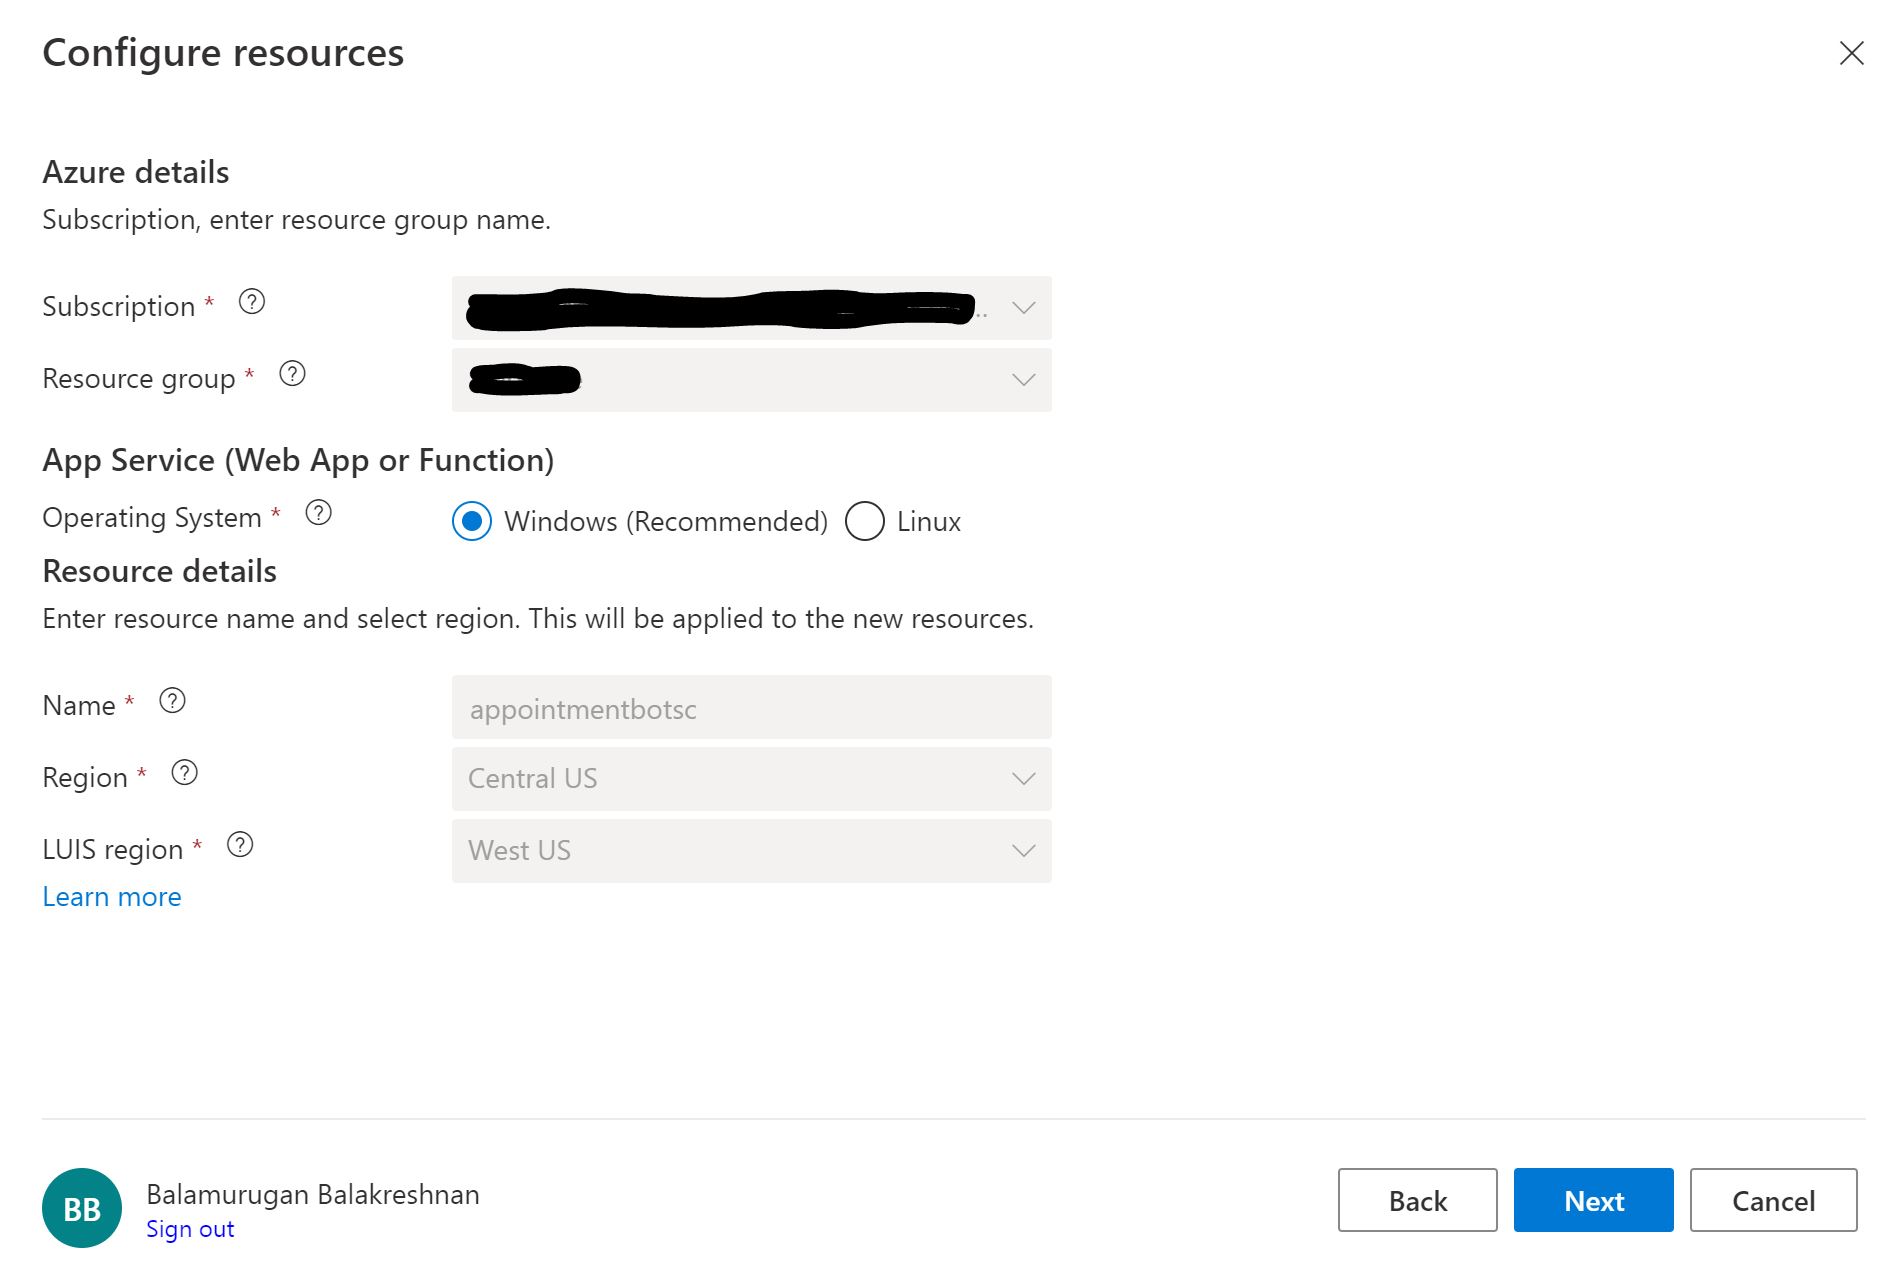 Configure resources
Azure details
Subscription, enter resource group name.
Subscription *
..
Resource group *
App Service (Web App or Function)
Operating System * Windows (Recommended) Linux
Resource details
Enter resource name and select region. This will be applied to the new resources.
Name * appointmentbotsc
Region * Central US
LUIS region * West US
Learn more
BB
Balamurugan Balakreshnan
Sign out
Back Next Cancel